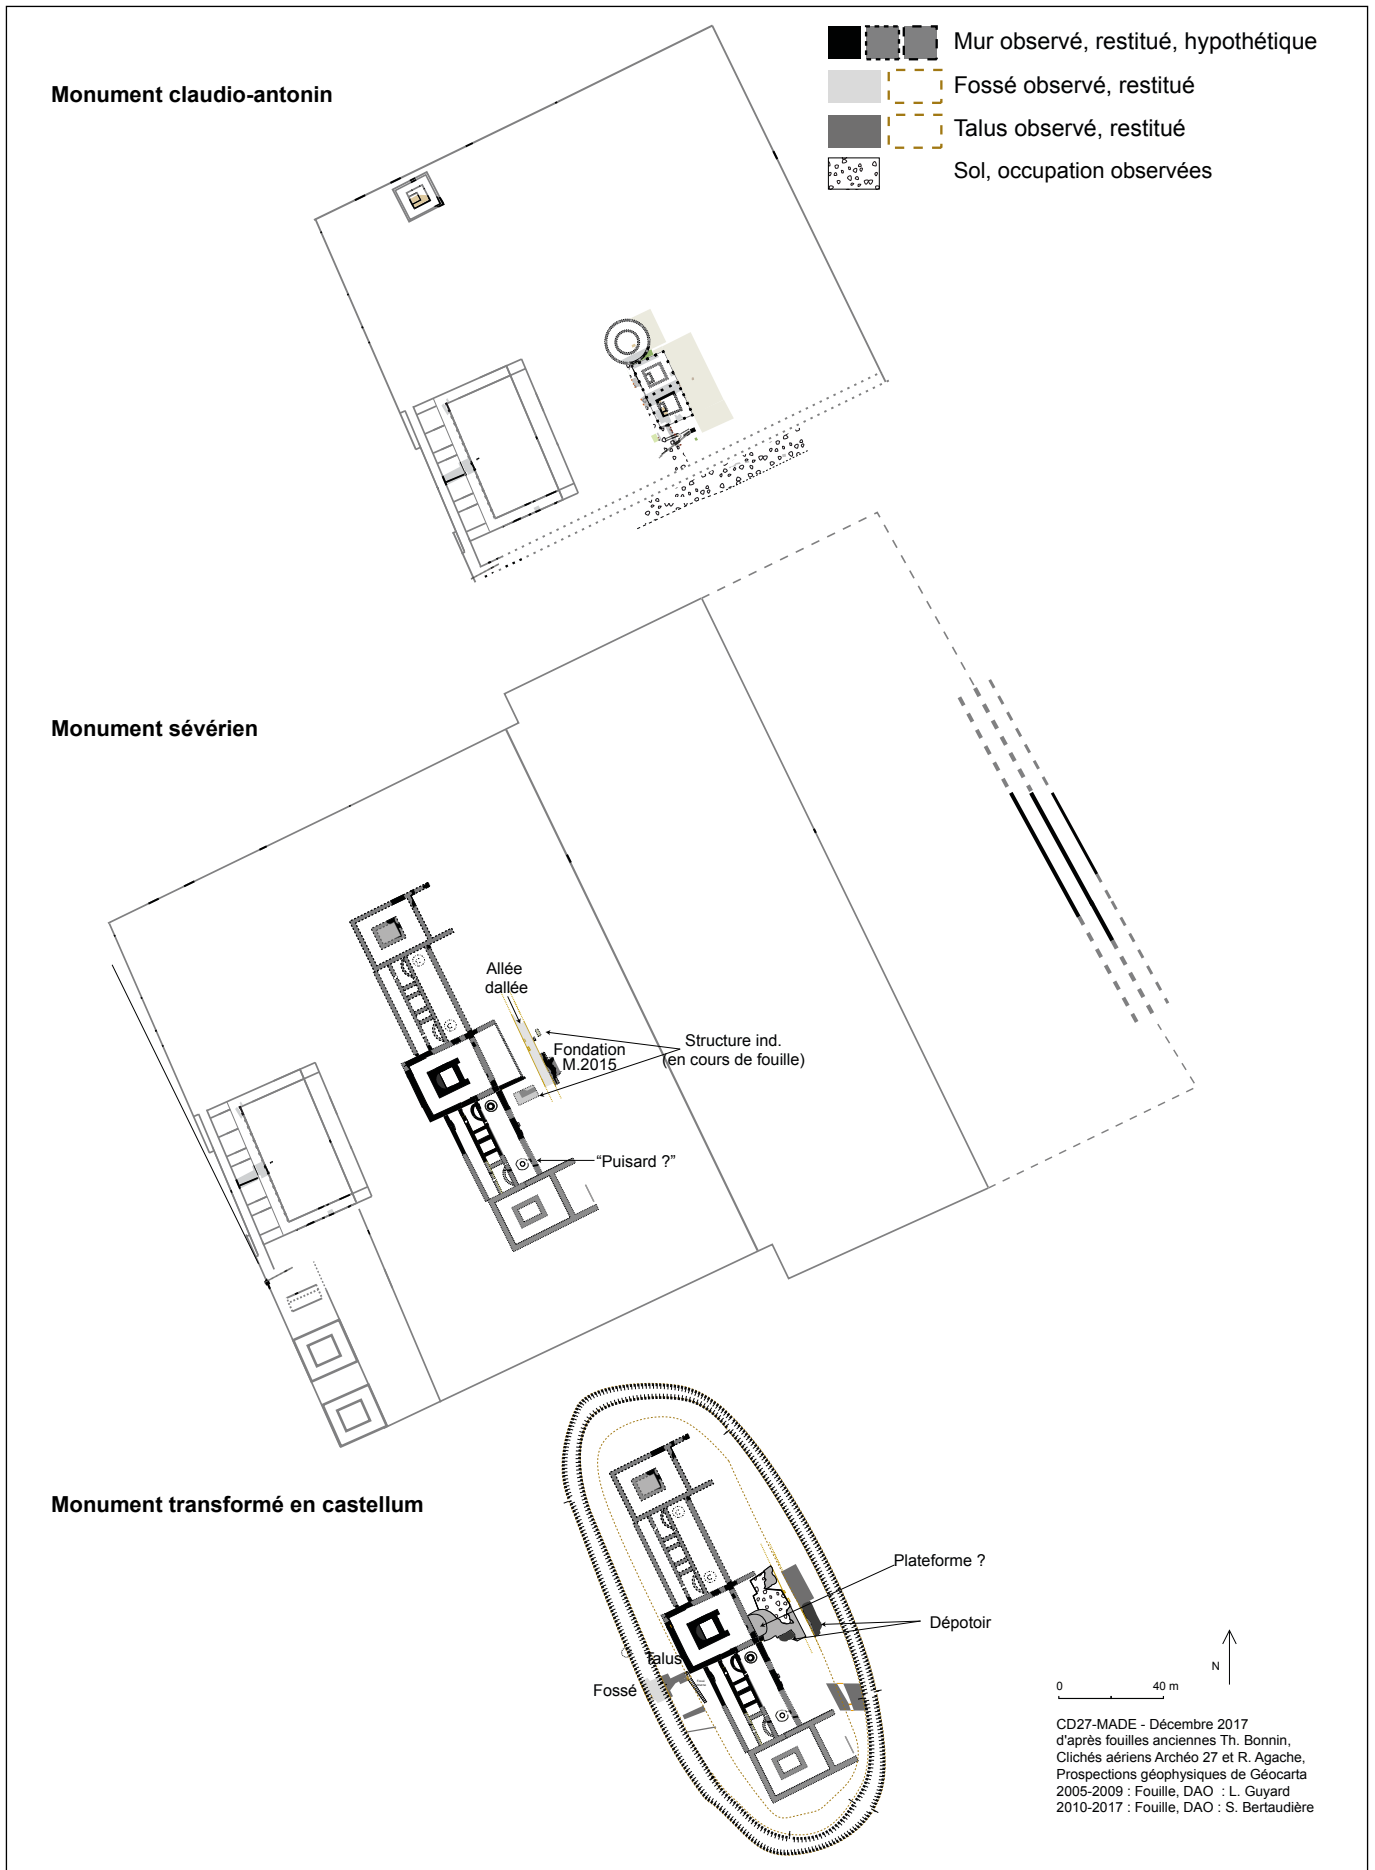 Monument claudio-antonin
Mur observé, restitué, hypothétique
Fossé observé, restitué
Talus observé, restitué
Sol, occupation observées
Monument sévérien
Allée
dallée
Fondation
M.2015
Structure ind.
(en cours de fouille)
“Puisard ?”
Monument transformé en castellum
Plateforme ?
Dépotoir
Talus
Fossé
N
0 40 m
CD27-MADE - Décembre 2017
d'après fouilles anciennes Th. Bonnin,
Clichés aériens Archéo 27 et R. Agache,
Prospections géophysiques de Géocarta
2005-2009 : Fouille, DAO : L. Guyard
2010-2017 : Fouille, DAO : S. Bertaudière